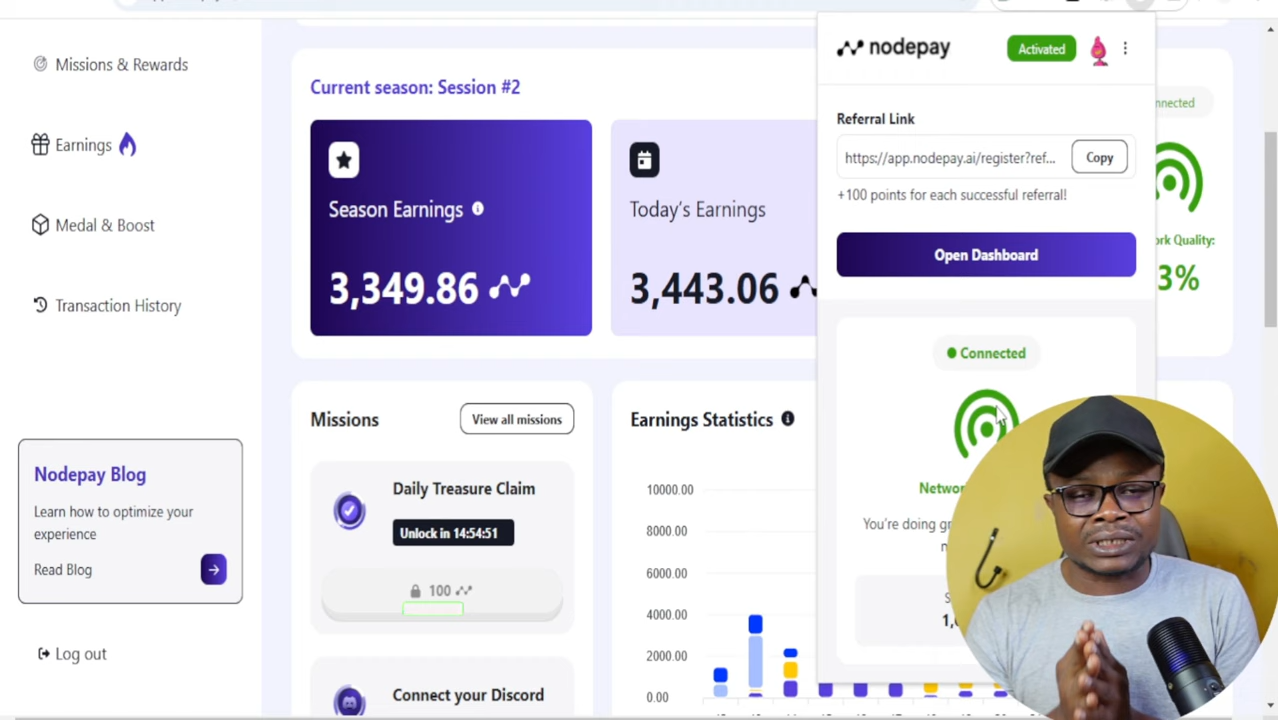 Missions & Rewards
Earnings
Medal & Boost
Transaction History
Nodepay Blog
Learn how to optimize your
experience
Read Blog
Log out
Current season: Session #2
Season Earnings
3,349.86
Today's Earnings
3,443.06
Missions
View all missions
Daily Treasure Claim
Unlock in 14:54:51
100
Connect your Discord
Earnings Statistics
10000.00
8000.00
6000.00
4000.00
2000.00
0.00
nodepay
Activated
Referral Link
https://app.nodepay.ai/register?ref...
Copy
+100 points for each successful referral!
Open Dashboard
Connected
You're doing
3%
Quality: